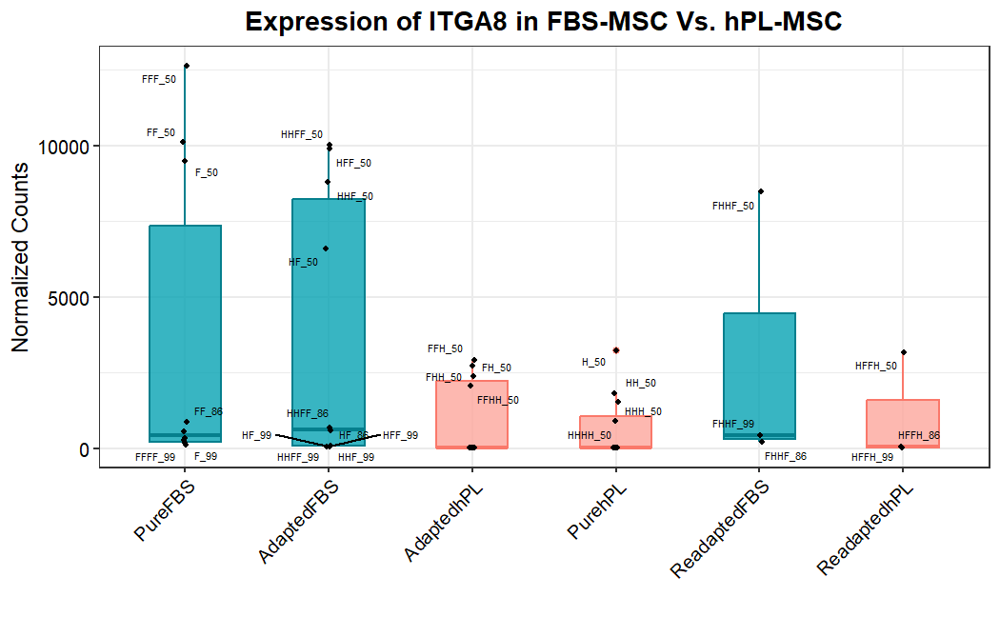 Expression of ITGA8 in FBS-MSC Vs. hPL-MSC
Normalized Counts
10000
5000
0
FFF_50
FF_50
F_50
FF_86
FFFF_99
F_99
HHFF_50
HFF_50
HHF_50
HF_50
HHFF_86
HF_99
HF_86
HFF_99
HHFF_99
HHF_99
FFH_50
FH_50
FHH_50
FFHH_50
H_50
HH_50
HHH_50
HHHH_50
FHHF_50
FHHF_99
FHHF_86
HFFH_50
HFFH_86
HFFH_99
PureFBS
AdaptedFBS
AdaptedhPL
PurehPL
ReadaptedFBS
ReadaptedhPL